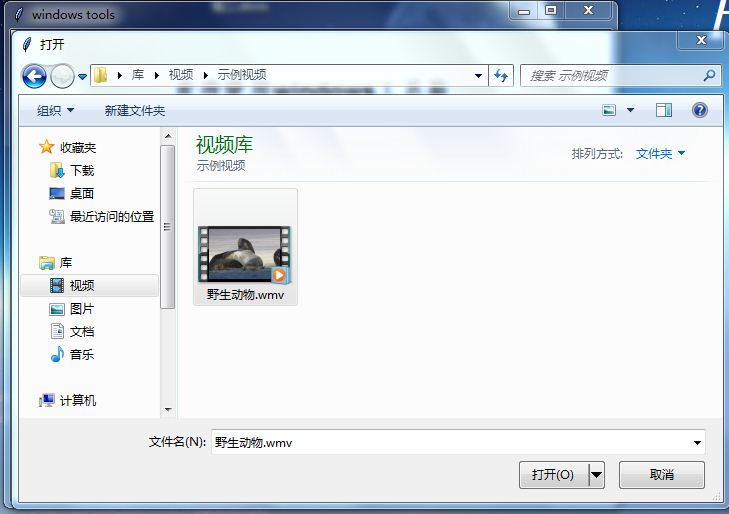 windows tools
打开
库 视频 示例视频
搜索 示例视频
组织 新建文件夹
收藏夹
下载
桌面
最近访问的位置
库
视频
图片
文档
音乐
计算机
视频库
示例视频
排列方式: 文件夹
野生动物.wmv
文件名(N): 野生动物.wmv
打开(O) 取消